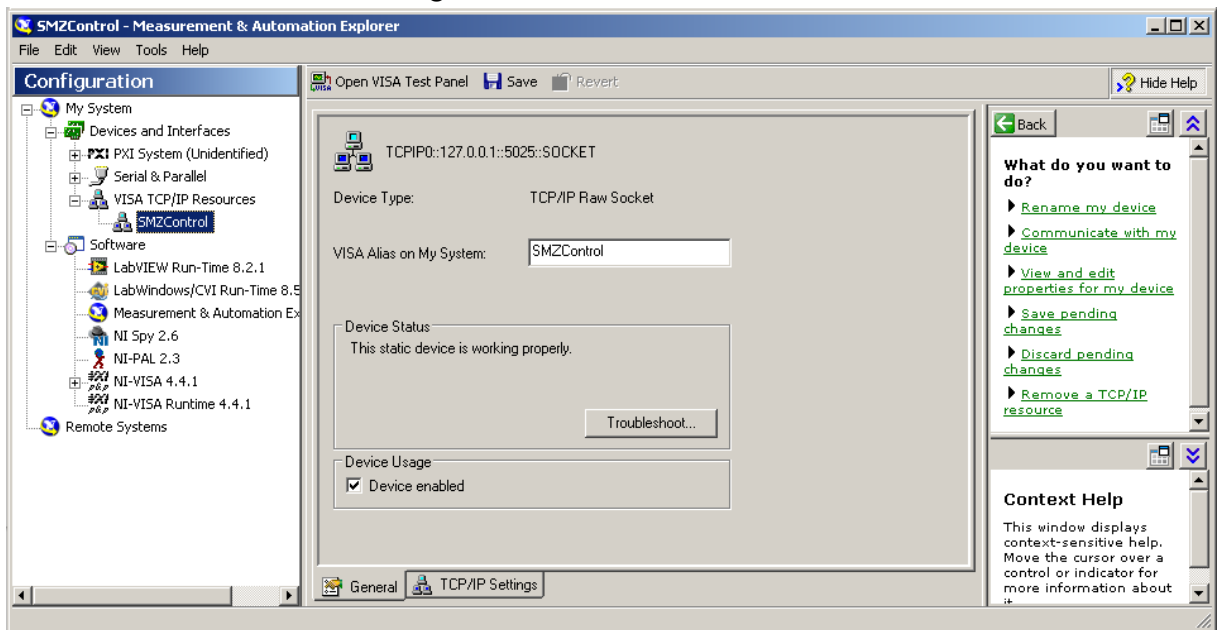 SMZControl - Measurement & Automation Explorer
File Edit View Tools Help
Configuration
Open VISA Test Panel Save Revert
Hide Help
My System
Devices and Interfaces
PXI PXI System (Unidentified)
Serial & Parallel
VISA TCP/IP Resources
SMZControl
Software
LabVIEW Run-Time 8.2.1
LabWindows/CVI Run-Time 8.5
Measurement & Automation Ex
NI Spy 2.6
NI-PAL 2.3
NI-VISA 4.4.1
NI-VISA Runtime 4.4.1
Remote Systems
TCPIP0::127.0.0.1::5025::SOCKET
Device Type: TCP/IP Raw Socket
VISA Alias on My System: SMZControl
Device Status
This static device is working properly.
Troubleshoot...
Device Usage
Device enabled
General TCP/IP Settings
Back
What do you want to
do?
Rename my device
Communicate with my
device
View and edit
properties for my device
Save pending
changes
Discard pending
changes
Remove a TCP/IP
resource
Context Help
This window displays
context-sensitive help.
Move the cursor over a
control or indicator for
more information about